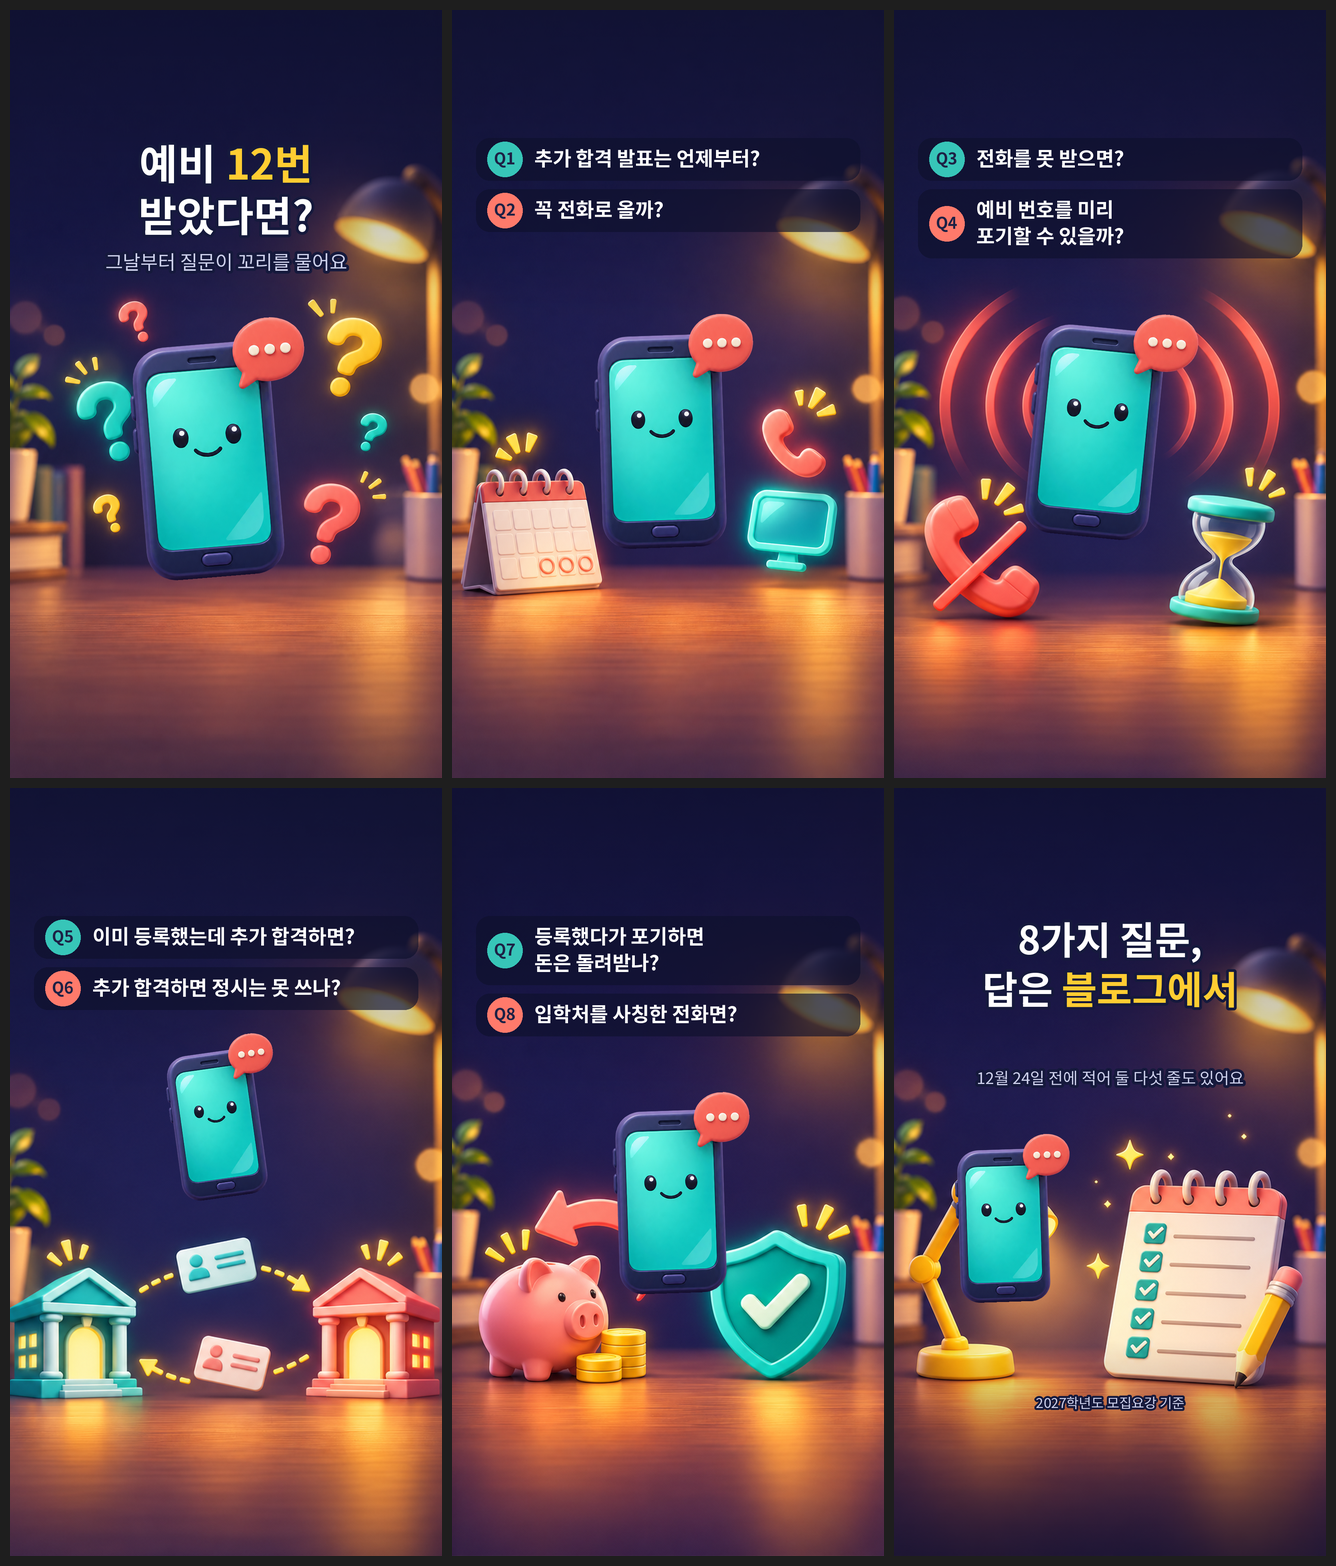 예비 12번
받았다면?
그날부터 질문이 꼬리를 물어요
Q1 추가 합격 발표는 언제부터?
Q2 꼭 전화로 올까?
Q3 전화를 못 받으면?
Q4 예비 번호를 미리
포기할 수 있을까?
Q5 이미 등록했는데 추가 합격하면?
Q6 추가 합격하면 정시는 못 쓰나?
Q7 등록했다가 포기하면
돈은 돌려받나?
Q8 입학처를 사칭한 전화면?
8가지 질문,
답은 블로그에서
12월 24일 전에 적어 둘 다섯 줄도 있어요
2027학년도 모집요강 기준